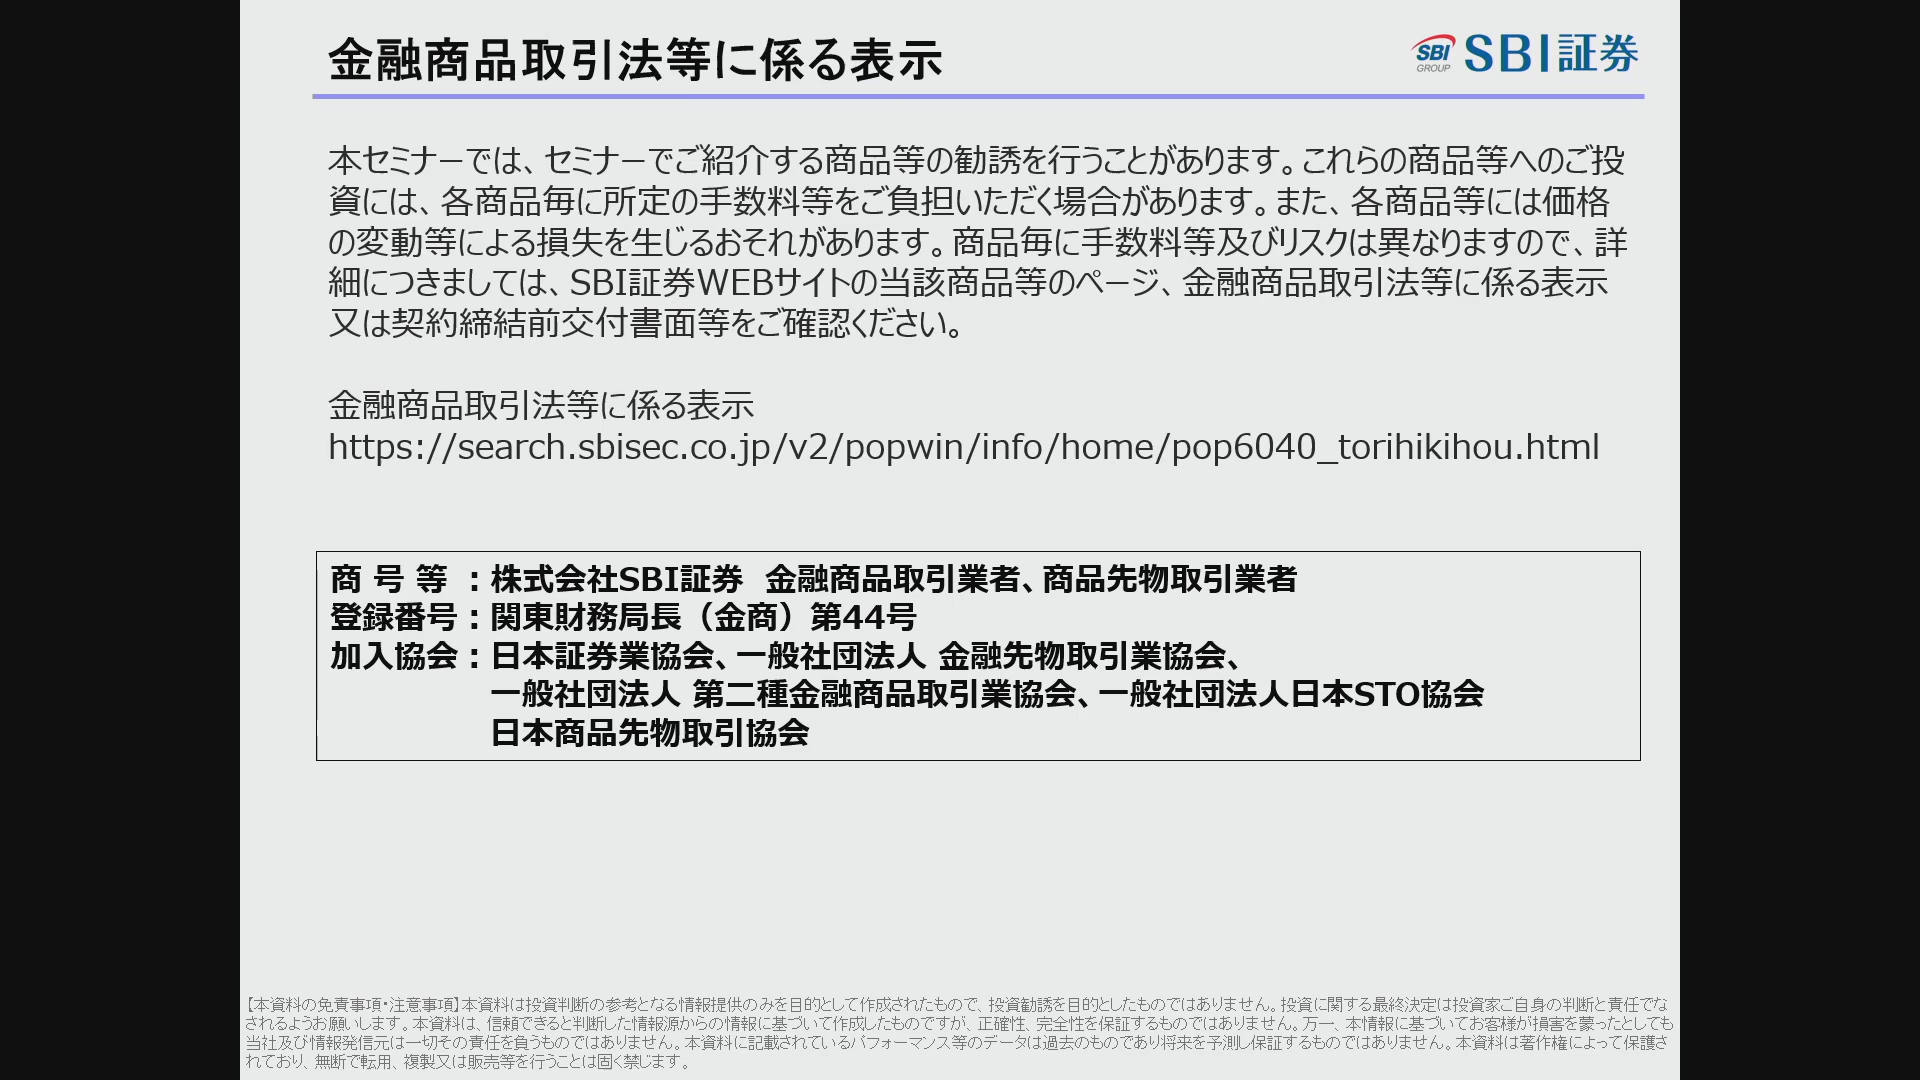 金融商品取引法等に係る表示
SBI GROUP SBI証券
本セミナーでは、セミナーでご紹介する商品等の勧誘を行うことがあります。これらの商品等へのご投
資には、各商品毎に所定の手数料等をご負担いただく場合があります。また、各商品等には価格
の変動等による損失を生じるおそれがあります。商品毎に手数料等及びリスクは異なりますので、詳
細につきましては、SBI証券WEBサイトの当該商品等のページ、金融商品取引法等に係る表示
又は契約締結前交付書面等をご確認ください。
金融商品取引法等に係る表示
https://search.sbisec.co.jp/v2/popwin/info/home/pop6040_torihikihou.html
商 号 等 ：株式会社SBI証券 金融商品取引業者、商品先物取引業者
登録番号：関東財務局長（金商）第44号
加入協会：日本証券業協会、一般社団法人 金融先物取引業協会、
一般社団法人 第二種金融商品取引業協会、一般社団法人日本STO協会
日本商品先物取引協会
【本資料の免責事項・注意事項】本資料は投資判断の参考となる情報提供のみを目的として作成されたもので、投資勧誘を目的としたものではありません。投資に関する最終決定は投資家ご自身の判断と責任でな
されるようお願いします。本資料は、信頼できると判断した情報源からの情報に基づいて作成したものですが、正確性、完全性を保証するものではありません。万一、本情報に基づいてお客様が損害を蒙ったとしても
当社及び情報発信元は一切その責任を負うものではありません。本資料に記載されているパフォーマンス等のデータは過去のものであり将来を予測し保証するものではありません。本資料は著作権によって保護さ
れており、無断で転用、複製又は販売等を行うことは固く禁じます。